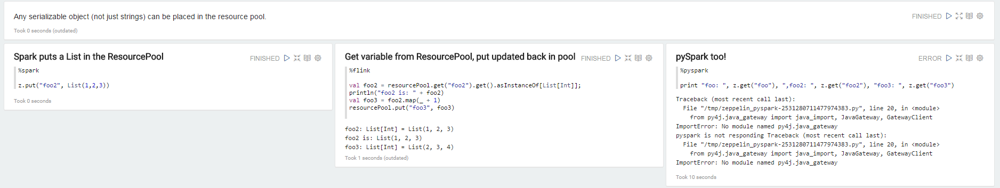 Any serializable object (not just strings) can be placed in the resource pool.
FINISHED
Took 0 seconds (outdated)
Spark puts a List in the ResourcePool
FINISHED
%spark
z.put("foo2", List(1,2,3))
Took 0 seconds
Get variable from ResourcePool, put updated back in pool
FINISHED
%flink
val foo2 = resourcePool.get("foo2").get().asInstanceOf[List[Int]];
println("foo2 is: " + foo2)
val foo3 = foo2.map(_ + 1)
resourcePool.put("foo3", foo3)
foo2: List[Int] = List(1, 2, 3)
foo2 is: List(1, 2, 3)
foo3: List[Int] = List(2, 3, 4)
Took 1 seconds (outdated)
pySpark too!
ERROR
%pyspark
print "foo: ", z.get("foo"), ",foo2: ", z.get("foo2"), "foo3: ", z.get("foo3")
Traceback (most recent call last):
File "/tmp/zeppelin_pyspark-2531280711477974383.py", line 20, in <module>
from py4j.java_gateway import java_import, JavaGateway, GatewayClient
ImportError: No module named py4j.java_gateway
pyspark is not responding Traceback (most recent call last):
File "/tmp/zeppelin_pyspark-2531280711477974383.py", line 20, in <module>
from py4j.java_gateway import java_import, JavaGateway, GatewayClient
ImportError: No module named py4j.java_gateway
Took 10 seconds